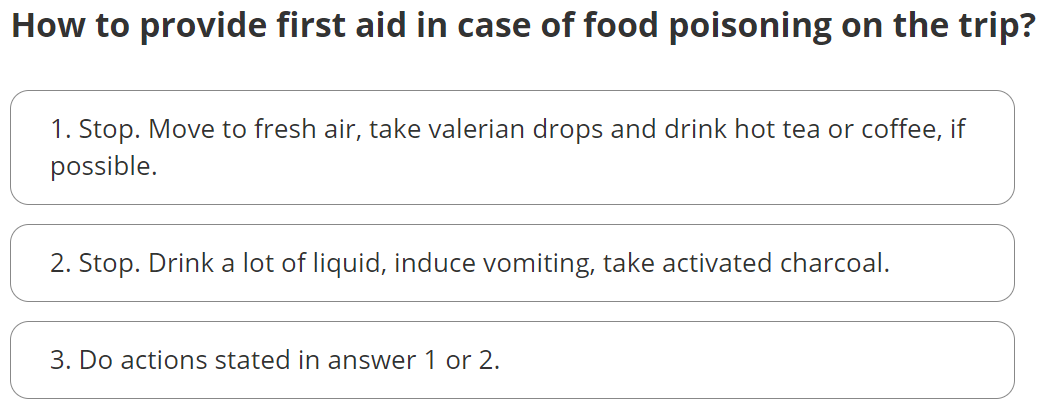 How to provide first aid in case of food poisoning on the trip?
1. Stop. Move to fresh air, take valerian drops and drink hot tea or coffee, if
possible.
2. Stop. Drink a lot of liquid, induce vomiting, take activated charcoal.
3. Do actions stated in answer 1 or 2.